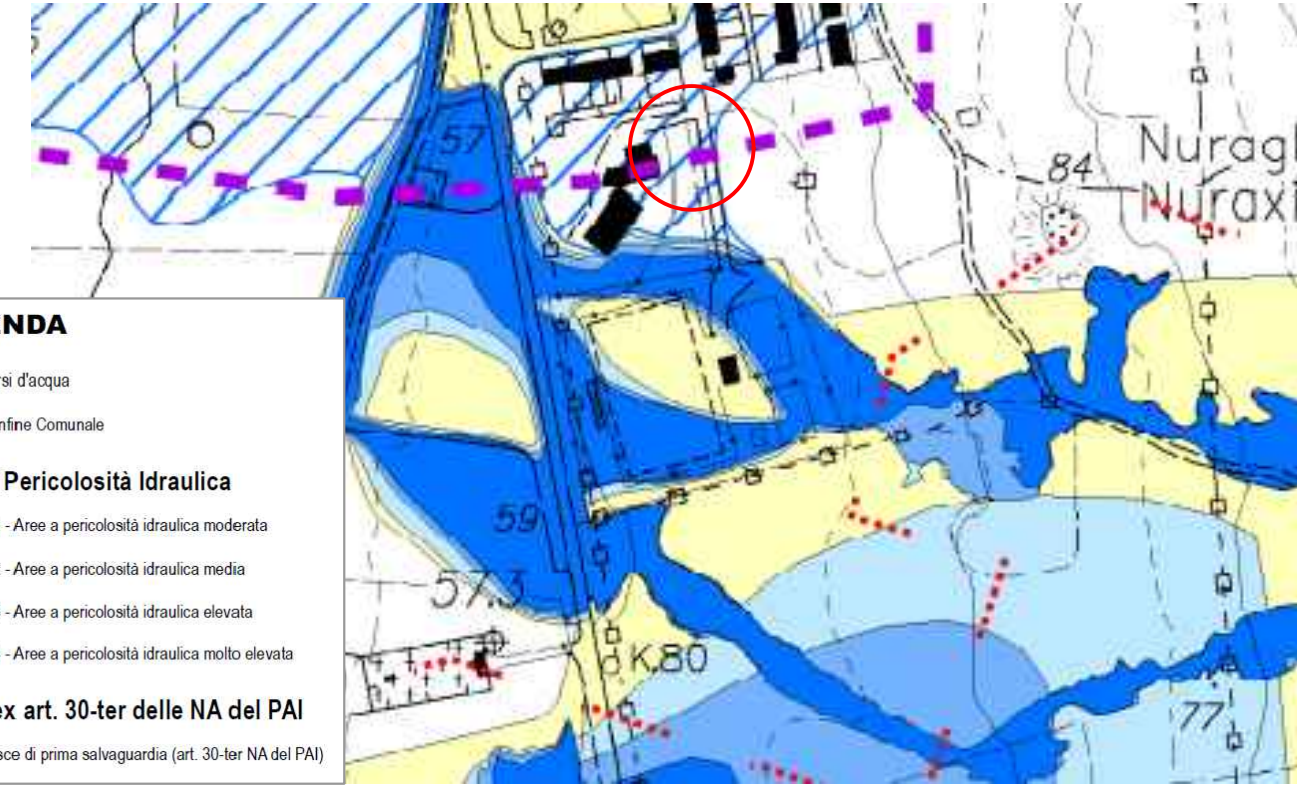 57
84
Nuragh
Nuraxi
ENDA
rsi d'acqua
nfine Comunale
Pericolosità Idraulica
- Aree a pericolosità idraulica moderata
- Aree a pericolosità idraulica media
- Aree a pericolosità idraulica elevata
- Aree a pericolosità idraulica molto elevata
ex art. 30-ter delle NA del PAI
sce di prima salvaguardia (art. 30-ter NA del PAI)
59
57.3
K.80
77